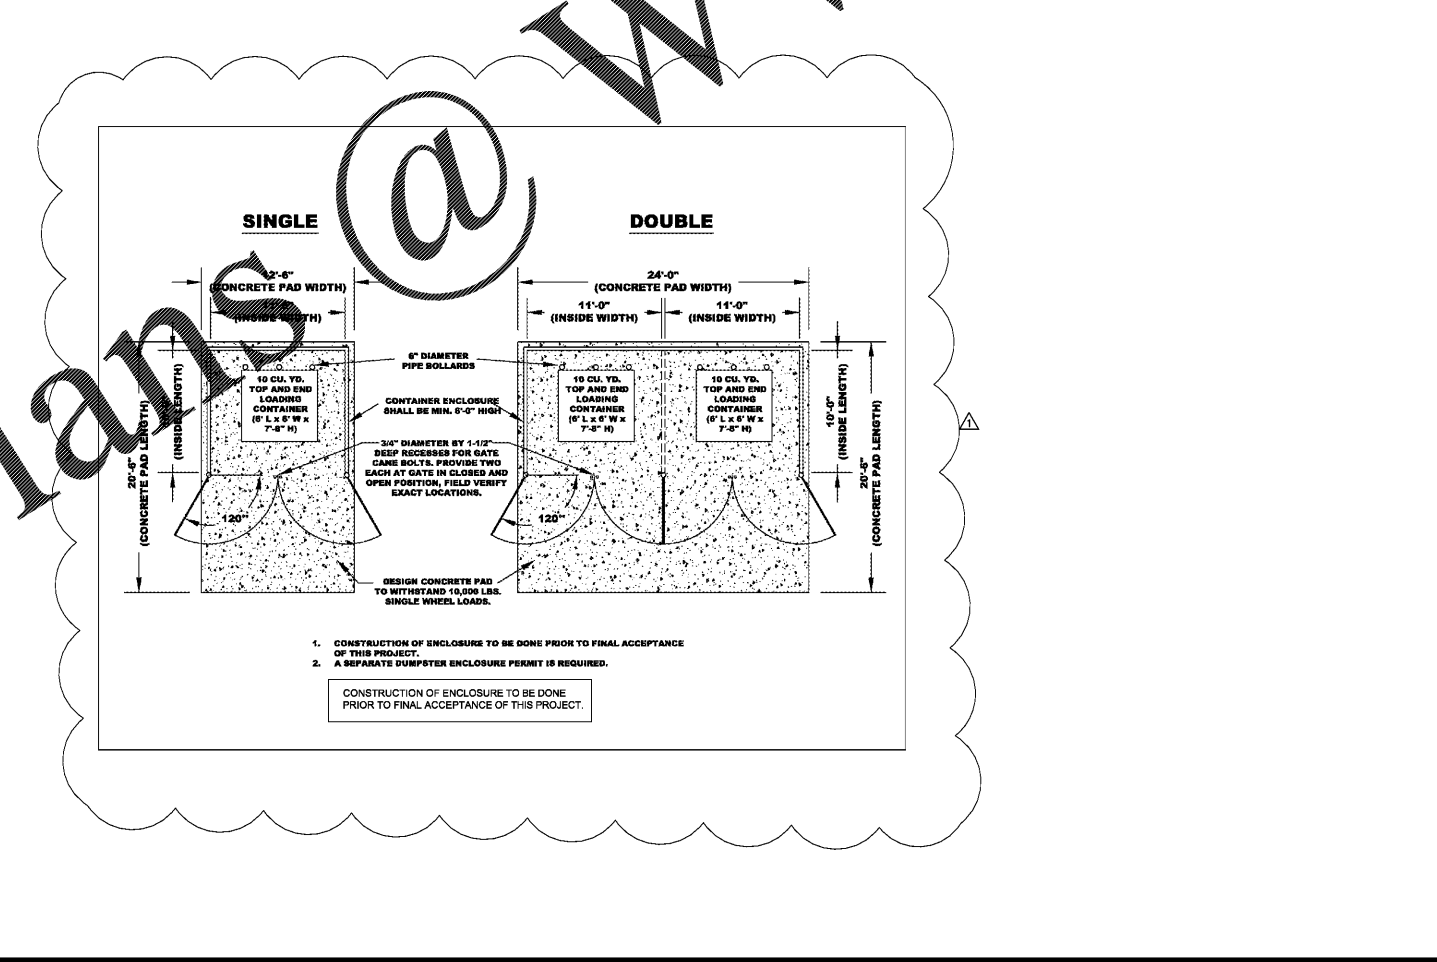 lans @ w
SINGLE
DOUBLE
12'-6"
(CONCRETE PAD WIDTH)
(INSIDE WIDTH)
24'-0"
(CONCRETE PAD WIDTH)
11'-0"
(INSIDE WIDTH)
11'-0"
(INSIDE WIDTH)
6" DIAMETER
PIPE BOLLARDS
10 CU. YD.
TOP AND END
LOADING
CONTAINER
(6' L x 6' W x
7'-8" H)
10 CU. YD.
TOP AND END
LOADING
CONTAINER
(6' L x 6' W x
7'-8" H)
10 CU. YD.
TOP AND END
LOADING
CONTAINER
(6' L x 6' W x
7'-8" H)
CONTAINER ENCLOSURE
SHALL BE MIN. 6'-0" HIGH
3/4" DIAMETER BY 1-1/2"
DEEP RECESSES FOR GATE
CANE BOLTS. PROVIDE TWO
EACH AT GATE IN CLOSED AND
OPEN POSITION, FIELD VERIFY
EXACT LOCATIONS.
20'-6"
(CONCRETE PAD LENGTH)
(INSIDE LENGTH)
10'-0"
(INSIDE LENGTH)
20'-6"
(CONCRETE PAD LENGTH)
1
120°
120°
DESIGN CONCRETE PAD
TO WITHSTAND 10,000 LBS.
SINGLE WHEEL LOADS.
1. CONSTRUCTION OF ENCLOSURE TO BE DONE PRIOR TO FINAL ACCEPTANCE
OF THIS PROJECT.
2. A SEPARATE DUMPSTER ENCLOSURE PERMIT IS REQUIRED.
CONSTRUCTION OF ENCLOSURE TO BE DONE
PRIOR TO FINAL ACCEPTANCE OF THIS PROJECT.